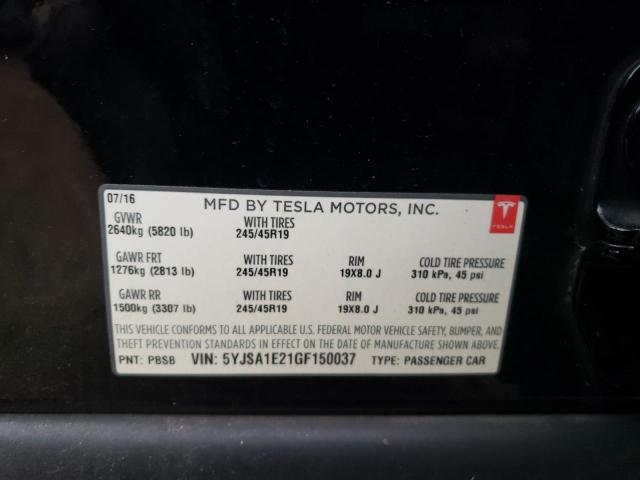 07/16 MFD BY TESLA MOTORS, INC.
TESLA
GVWR WITH TIRES
2640kg (5820 lb) 245/45R19
GAWR FRT WITH TIRES RIM COLD TIRE PRESSURE
1276kg (2813 lb) 245/45R19 19X8.0 J 310 kPa, 45 psi
GAWR RR WITH TIRES RIM COLD TIRE PRESSURE
1500kg (3307 lb) 245/45R19 19X8.0 J 310 kPa, 45 psi
THIS VEHICLE CONFORMS TO ALL APPLICABLE U.S. FEDERAL MOTOR VEHICLE SAFETY, BUMPER, AND
THEFT PREVENTION STANDARDS IN EFFECT ON THE DATE OF MANUFACTURE SHOWN ABOVE.
PNT: PBSB VIN: 5YJSA1E21GF150037 TYPE: PASSENGER CAR